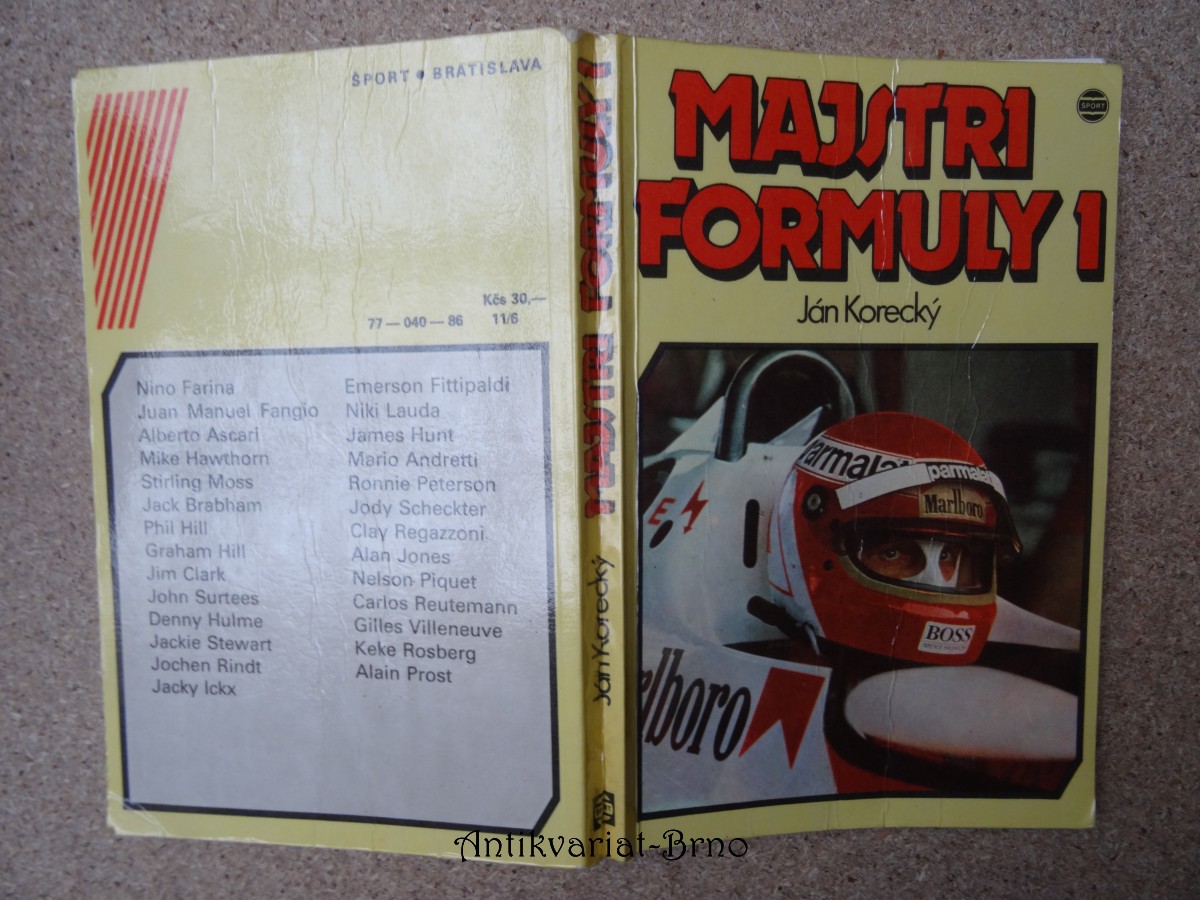 ŠPORT • BRATISLAVA
Kčs 30,—
77 — 040 — 86 11/6
Nino Farina
Juan Manuel Fangio
Alberto Ascari
Mike Hawthorn
Stirling Moss
Jack Brabham
Phil Hill
Graham Hill
Jim Clark
John Surtees
Denny Hulme
Jackie Stewart
Jochen Rindt
Jacky Ickx
Emerson Fittipaldi
Niki Lauda
James Hunt
Mario Andretti
Ronnie Peterson
Jody Scheckter
Clay Regazzoni
Alan Jones
Nelson Piquet
Carlos Reutemann
Gilles Villeneuve
Keke Rosberg
Alain Prost
Ján Korecký MAJSTRI FORMULY 1
MAJSTRI
FORMULY 1
ŠPORT
Ján Korecký
parmalat parmalat
Marlboro
E
BOSS
lboro
Antikvariat-Brno